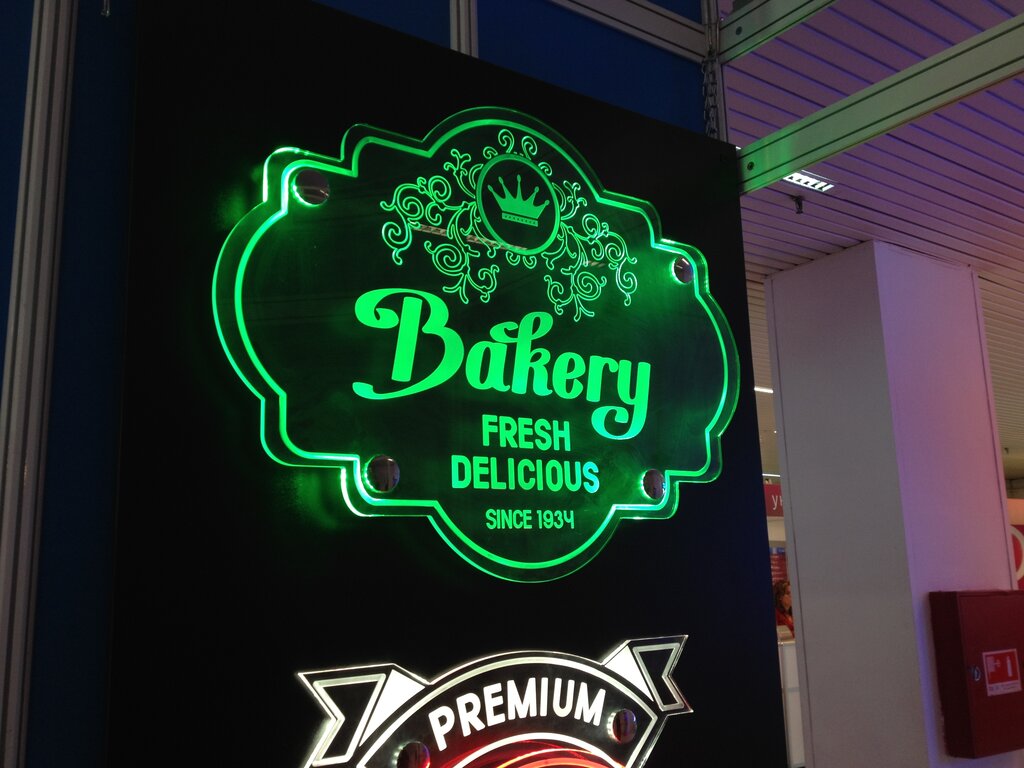 Bakery
FRESH
DELICIOUS
SINCE 1934
PREMIUM